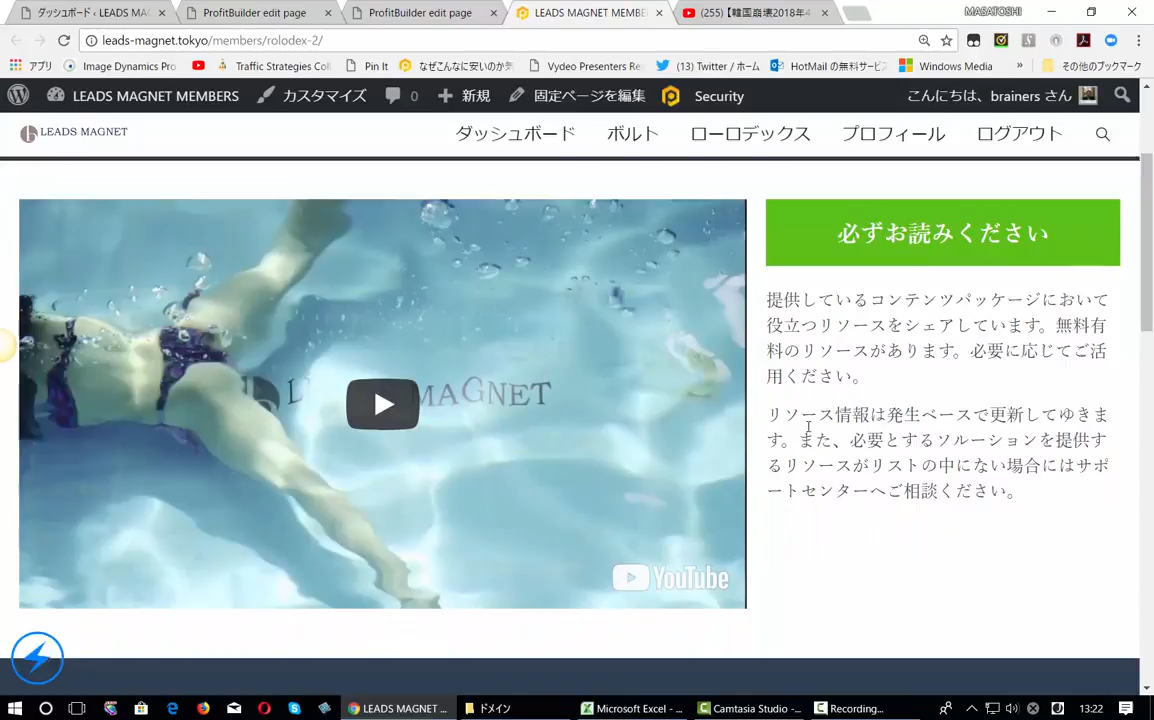 ダッシュボード ‹ LEADS MAG
ProfitBuilder edit page
ProfitBuilder edit page
LEADS MAGNET MEMBE
(255) 【韓国崩壊2018年4
MASATOSHI
leads-magnet.tokyo/members/rolodex-2/
アプリ
Image Dynamics Pro
Traffic Strategies Coll
Pin It
なぜこんなに安いのか気
Vydeo Presenters Re
(13) Twitter / ホーム
HotMail の無料サービ
Windows Media
»
その他のブックマーク
LEADS MAGNET MEMBERS
カスタマイズ
0
新規
固定ページを編集
Security
こんにちは、brainers さん
LEADS MAGNET
ダッシュボード
ボルト
ローロデックス
プロフィール
ログアウト
必ずお読みください
提供しているコンテンツパッケージにおいて
役立つリソースをシェアしています。無料有
料のリソースがあります。必要に応じてご活
用ください。
リソース情報は発生ベースで更新してゆきま
す。また、必要とするソルーションを提供す
るリソースがリストの中にない場合にはサポ
ートセンターへご相談ください。
MAGNET
YouTube
LEADS MAGNET ...
ドメイン
Microsoft Excel - ...
Camtasia Studio -...
Recording...
13:22